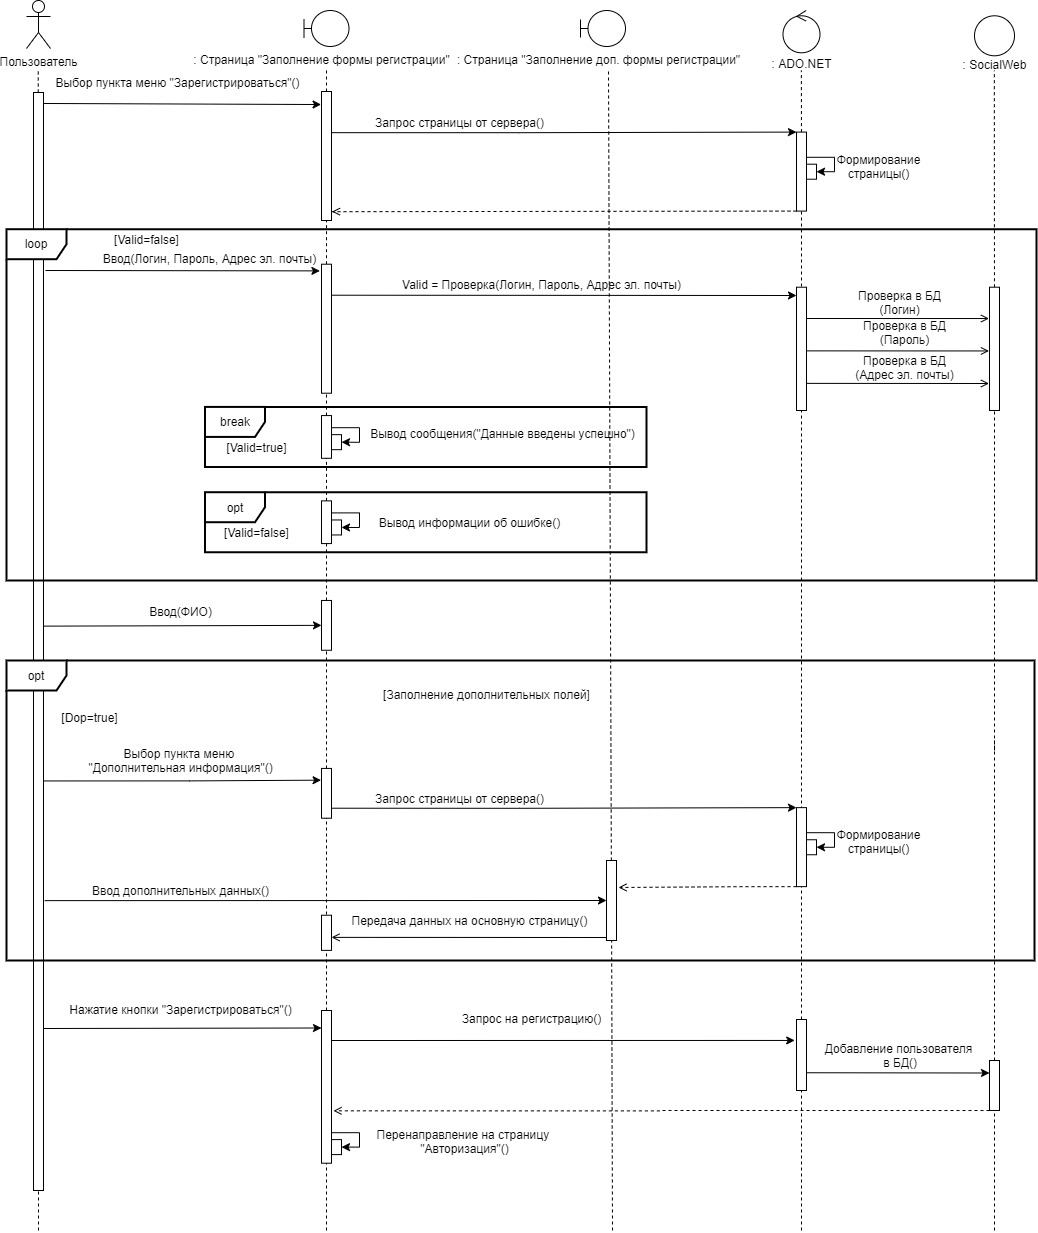 Пользователь
: Страница "Заполнение формы регистрации"
: Страница "Заполнение доп. формы регистрации"
: ADO.NET
: SocialWeb
Выбор пункта меню "Зарегистрироваться"()
Запрос страницы от сервера()
Формирование
страницы()
loop
[Valid=false]
Ввод(Логин, Пароль, Адрес эл. почты)
Valid = Проверка(Логин, Пароль, Адрес эл. почты)
Проверка в БД
(Логин)
Проверка в БД
(Пароль)
Проверка в БД
(Адрес эл. почты)
break
[Valid=true]
Вывод сообщения("Данные введены успешно")
opt
[Valid=false]
Вывод информации об ошибке()
Ввод(ФИО)
opt
[Заполнение дополнительных полей]
[Dop=true]
Выбор пункта меню
"Дополнительная информация"()
Запрос страницы от сервера()
Формирование
страницы()
Ввод дополнительных данных()
Передача данных на основную страницу()
Нажатие кнопки "Зарегистрироваться"()
Запрос на регистрацию()
Добавление пользователя
в БД()
Перенаправление на страницу
"Авторизация"()